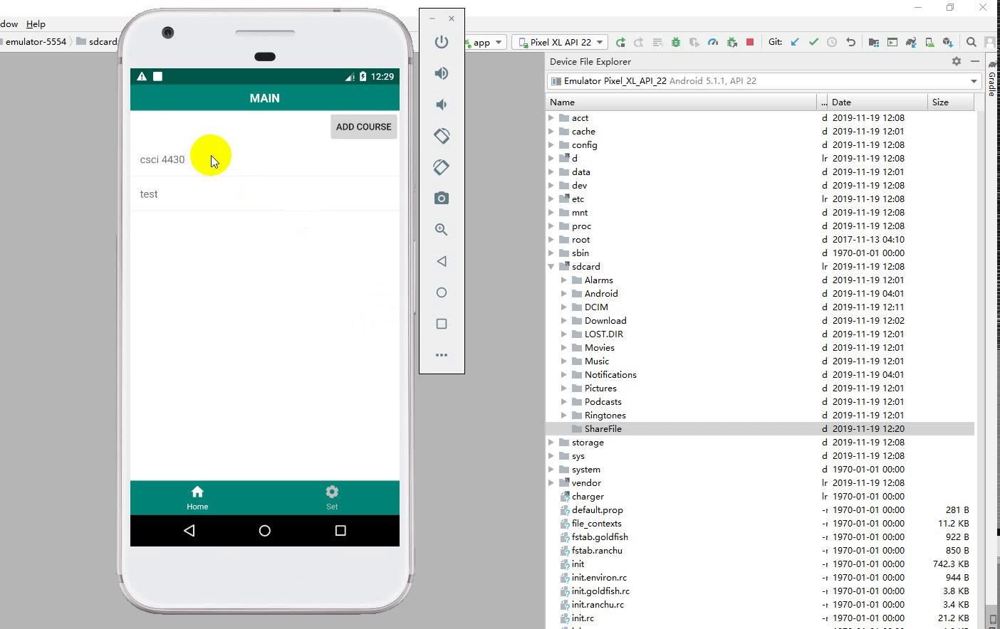 dow Help
emulator-5554 sdcard
app Pixel XL API 22 Git:
12:29
MAIN
ADD COURSE
csci 4430
test
Home Set
Device File Explorer
Emulator Pixel_XL_API_22 Android 5.1.1, API 22
Gradle
Name ... Date Size
acct d 2019-11-19 12:08
cache d 2019-11-19 12:01
config d 2019-11-19 12:08
d lr 2019-11-19 12:08
data d 2019-11-19 12:01
dev d 2019-11-19 12:08
etc lr 2019-11-19 12:08
mnt d 2019-11-19 12:08
proc d 2019-11-19 12:08
root d 2017-11-13 04:10
sbin d 1970-01-01 00:00
sdcard lr 2019-11-19 12:08
Alarms d 2019-11-19 12:01
Android d 2019-11-19 04:01
DCIM d 2019-11-19 12:11
Download d 2019-11-19 12:02
LOST.DIR d 2019-11-19 12:01
Movies d 2019-11-19 12:01
Music d 2019-11-19 12:01
Notifications d 2019-11-19 04:01
Pictures d 2019-11-19 12:01
Podcasts d 2019-11-19 12:01
Ringtones d 2019-11-19 12:01
ShareFile d 2019-11-19 12:20
storage d 2019-11-19 12:08
sys d 2019-11-19 12:08
system d 1970-01-01 00:00
vendor lr 2019-11-19 12:08
charger lr 1970-01-01 00:00
default.prop -r 1970-01-01 00:00 281 B
file_contexts -r 1970-01-01 00:00 11.2 KB
fstab.goldfish -r 1970-01-01 00:00 922 B
fstab.ranchu -r 1970-01-01 00:00 850 B
init -r 1970-01-01 00:00 742.3 KB
init.environ.rc -r 1970-01-01 00:00 944 B
init.goldfish.rc -r 1970-01-01 00:00 3.8 KB
init.ranchu.rc -r 1970-01-01 00:00 3.4 KB
init.rc -r 1970-01-01 00:00 21.2 KB